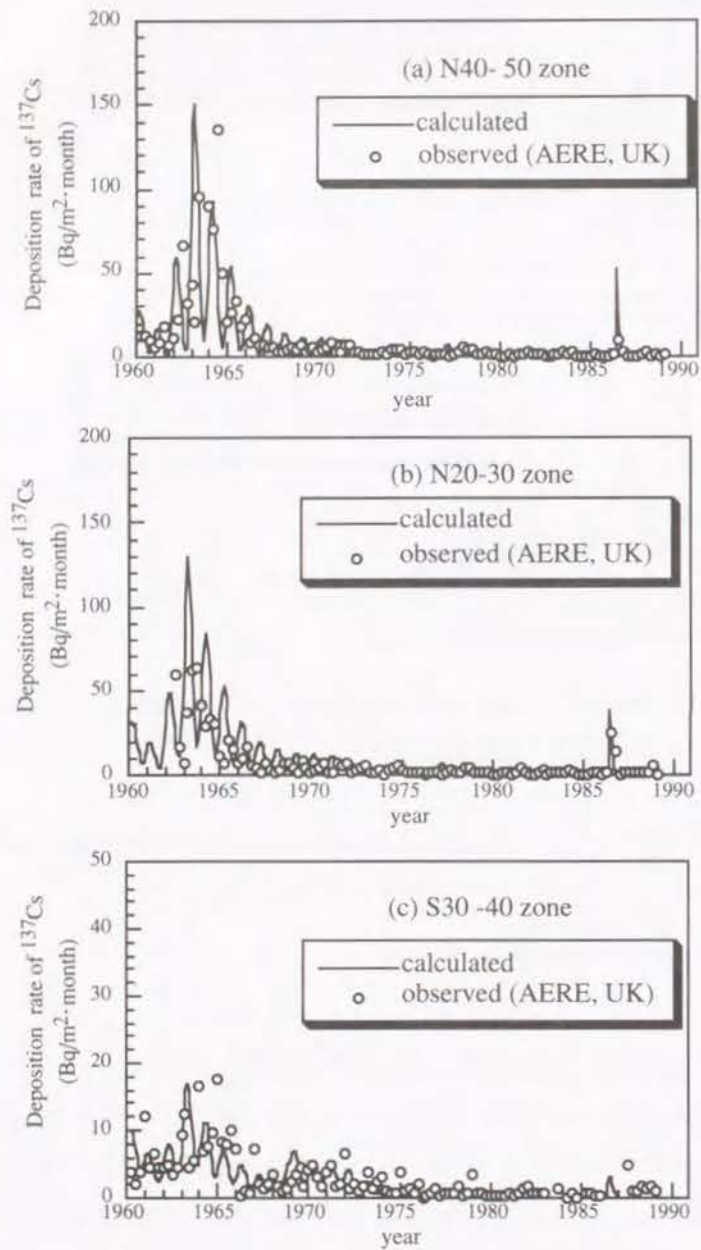 200
150
100
50
0
Deposition rate of ¹³⁷Cs
(Bq/m²·month)
(a) N40- 50 zone
calculated
observed (AERE, UK)
1960 1965 1970 1975 1980 1985 1990
year
200
150
100
50
0
Deposition rate of ¹³⁷Cs
(Bq/m²·month)
(b) N20-30 zone
calculated
observed (AERE, UK)
1960 1965 1970 1975 1980 1985 1990
year
50
40
30
20
10
0
Deposition rate of ¹³⁷Cs
(Bq/m²·month)
(c) S30 -40 zone
calculated
observed (AERE, UK)
1960 1965 1970 1975 1980 1985 1990
year